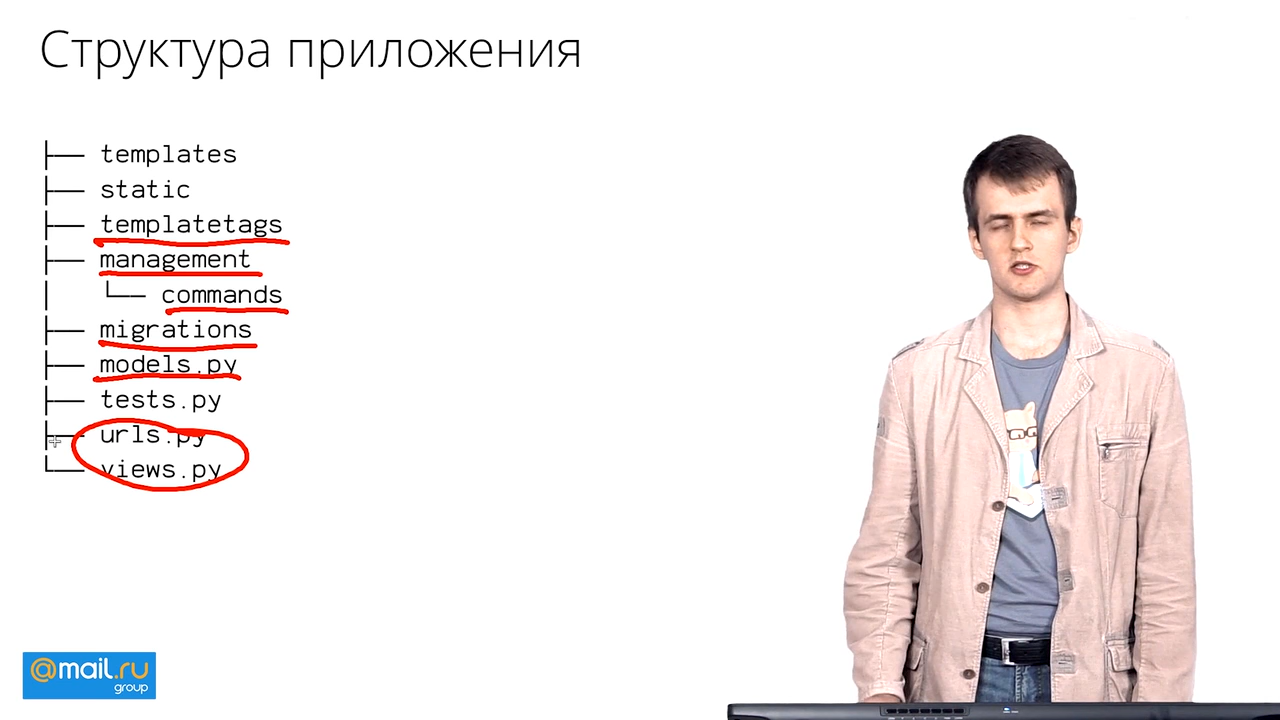 Структура приложения
├── templates
├── static
├── templatetags
├── management
│   └── commands
├── migrations
├── models.py
├── tests.py
├── urls.py
└── views.py
@mail.ru
group